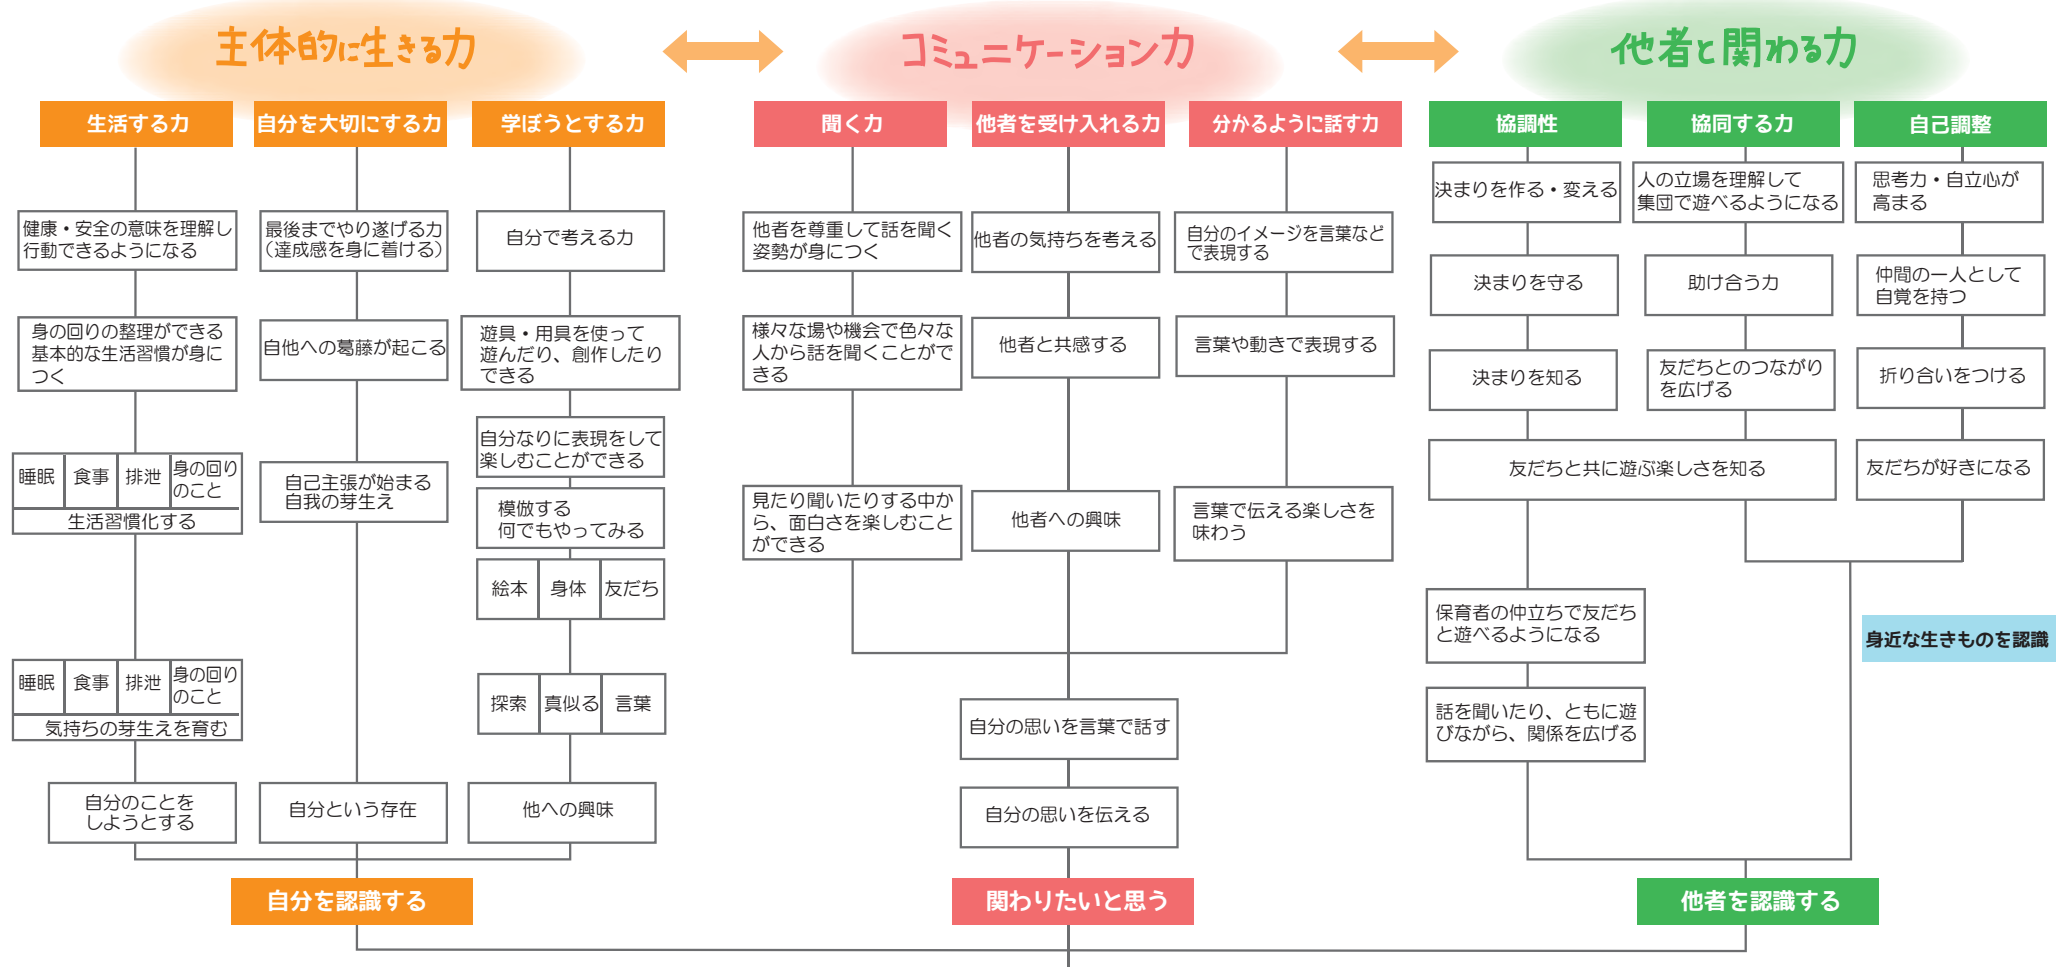 主体的に生きる力
コミュニケーション力
他者と関わる力
生活する力
自分を大切にする力
学ぼうとする力
聞く力
他者を受け入れる力
分かるように話す力
協調性
協同する力
自己調整
健康・安全の意味を理解し
行動できるようになる
身の回りの整理ができる
基本的な生活習慣が身に
つく
睡眠
食事
排泄
身の回り
のこと
生活習慣化する
睡眠
食事
排泄
身の回り
のこと
気持ちの芽生えを育む
自分のことを
しようとする
最後までやり遂げる力
（達成感を身に着ける）
自他への葛藤が起こる
自己主張が始まる
自我の芽生え
自分という存在
自分で考える力
遊具・用具を使って
遊んだり、創作したり
できる
自分なりに表現をして
楽しむことができる
模倣する
何でもやってみる
絵本
身体
友だち
探索
真似る
言葉
他への興味
自分を認識する
他者を尊重して話を聞く
姿勢が身につく
様々な場や機会で色々な
人から話を聞くことがで
きる
見たり聞いたりする中か
ら、面白さを楽しむこと
ができる
他者の気持ちを考える
他者と共感する
他者への興味
自分のイメージを言葉など
で表現する
言葉や動きで表現する
言葉で伝える楽しさを
味わう
自分の思いを言葉で話す
自分の思いを伝える
関わりたいと思う
決まりを作る・変える
決まりを守る
決まりを知る
人の立場を理解して
集団で遊べるようになる
助け合う力
友だちとのつながり
を広げる
友だちと共に遊ぶ楽しさを知る
思考力・自立心が
高まる
仲間の一人として
自覚を持つ
折り合いをつける
友だちが好きになる
保育者の仲立ちで友だち
と遊べるようになる
話を聞いたり、ともに遊
びながら、関係を広げる
身近な生きものを認識
他者を認識する